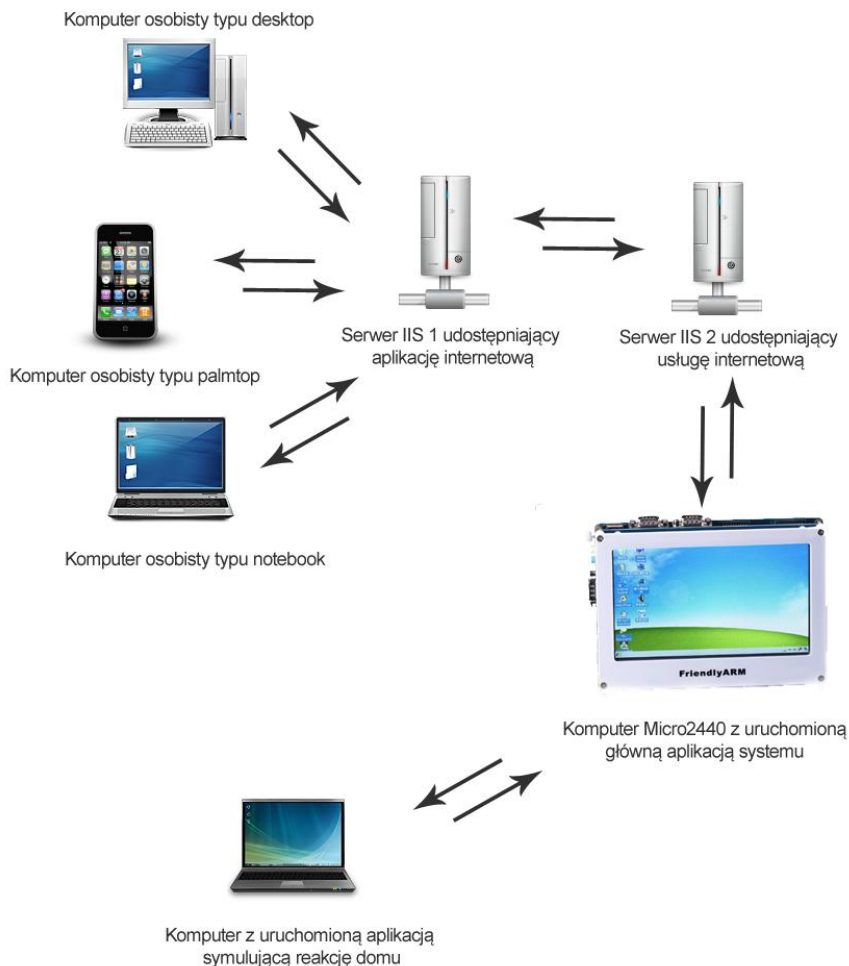 Komputer osobisty typu desktop
Serwer IIS 1 udostępniający
aplikację internetową
Serwer IIS 2 udostępniający
usługę internetową
Komputer osobisty typu palmtop
Komputer osobisty typu notebook
FriendlyARM
Komputer Micro2440 z uruchomioną
główną aplikacją systemu
Komputer z uruchomioną aplikacją
symulującą reakcję domu